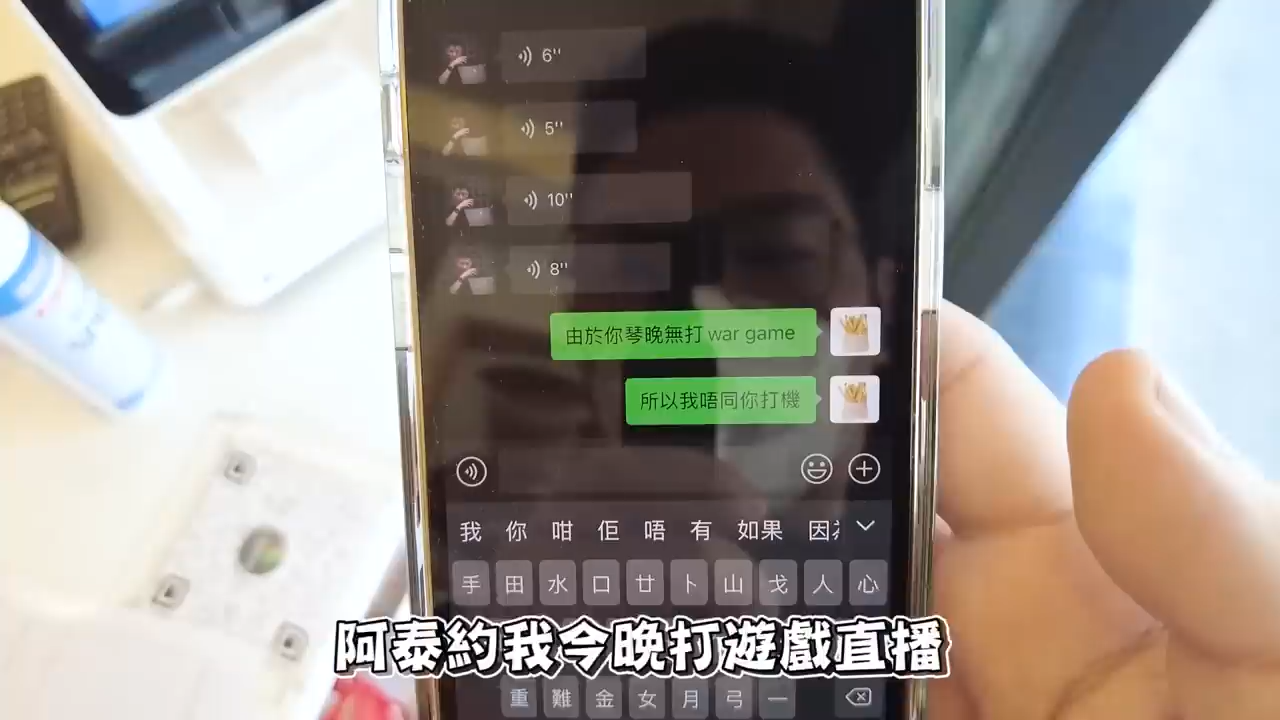 6''
5''
10''
8''
由於你琴晚無打 war game
所以我唔同你打機
我 你 咁 佢 唔 有 如果 因
手 田 水 口 廿 卜 山 戈 人 心
阿泰約我今晚打遊戲直播
重 難 金 女 月 弓 一